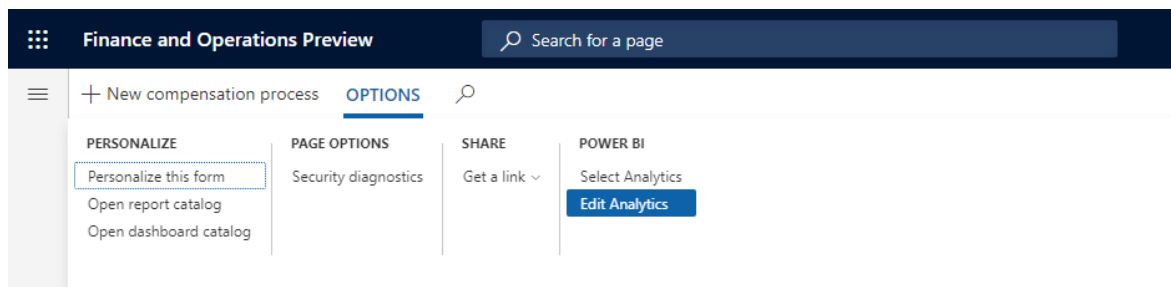 Finance and Operations Preview
Search for a page
New compensation process
OPTIONS
PERSONALIZE
Personalize this form
Open report catalog
Open dashboard catalog
PAGE OPTIONS
Security diagnostics
SHARE
Get a link
POWER BI
Select Analytics
Edit Analytics